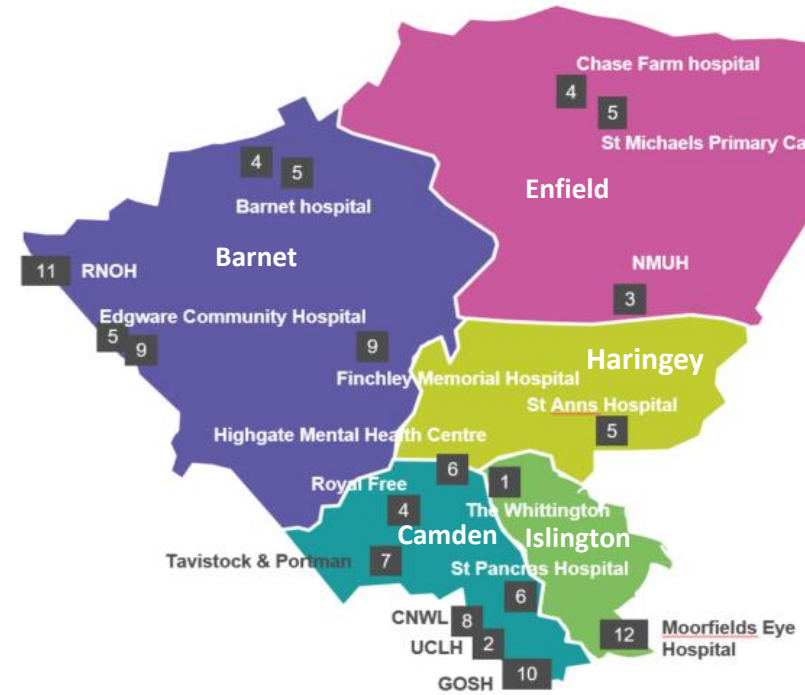 Chase Farm hospital
4
5
St Michaels Primary Ca
4
5
Barnet hospital
Enfield
Barnet
11 RNOH
NMUH
3
Edgware Community Hospital
5
9
9
Finchley Memorial Hospital
Haringey
St Anns Hospital
5
Highgate Mental Health Centre
6
Royal Free
4
1
The Whittington
Camden
Islington
Tavistock & Portman 7
St Pancras Hospital
6
CNWL 8
UCLH 2
GOSH 10
12 Moorfields Eye
Hospital